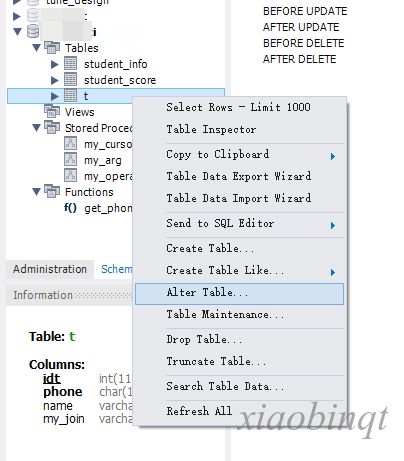 tune_design
t
ti
Tables
student_info
student_score
t
Views
Stored Proced
my_curso
my_arg
my_opera
Functions
f() get_phon
Administration Schem
Information
Table: t
Columns:
idt int(11
phone char(1
name varcha
my_join varcha
BEFORE UPDATE
AFTER UPDATE
BEFORE DELETE
AFTER DELETE
Select Rows - Limit 1000
Table Inspector
Copy to Clipboard
Table Data Export Wizard
Table Data Import Wizard
Send to SQL Editor
Create Table...
Create Table Like...
Alter Table...
Table Maintenance...
Drop Table...
Truncate Table...
Search Table Data...
Refresh All
xiaobinqt